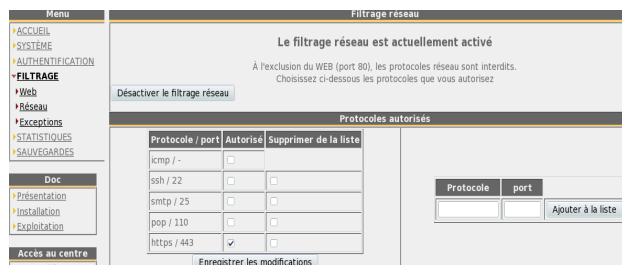 Menu
ACCUEIL
SYSTÈME
AUTHENTIFICATION
FILTRAGE
Web
Réseau
Exceptions
STATISTIQUES
SAUVEGARDES
Doc
Présentation
Installation
Exploitation
Accès au centre
Filtrage réseau
Le filtrage réseau est actuellement activé
À l'exclusion du WEB (port 80), les protocoles réseau sont interdits.
Choisissez ci-dessous les protocoles que vous autorisez
Désactiver le filtrage réseau
Protocoles autorisés
Protocole / port Autorisé Supprimer de la liste
icmp / -
ssh / 22
smtp / 25
pop / 110
https / 443
Enregistrer les modifications
Protocole port
Ajouter à la liste